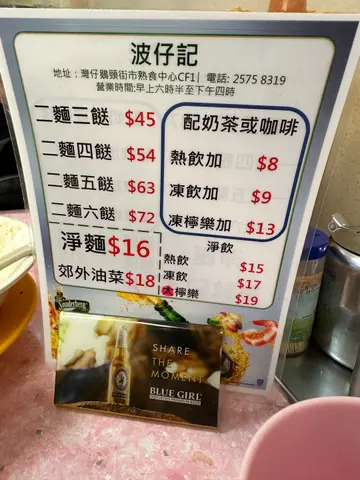 波仔記
地址：灣仔鵝頸街市熟食中心CF1| 電話: 2575 8319
營業時間;早上六時半至下午四時
二麵三餸 $45
二麵四餸 $54
二麵五餸 $63
二麵六餸 $72
淨麵$16
郊外油菜$18
配奶茶或咖啡
熱飲加 $8
凍飲加 $9
凍檸樂加 $13
淨飲
熱飲 $15
凍飲 $17
大檸樂 $19
SHARE
THE
MOMENT
BLUE GIRL